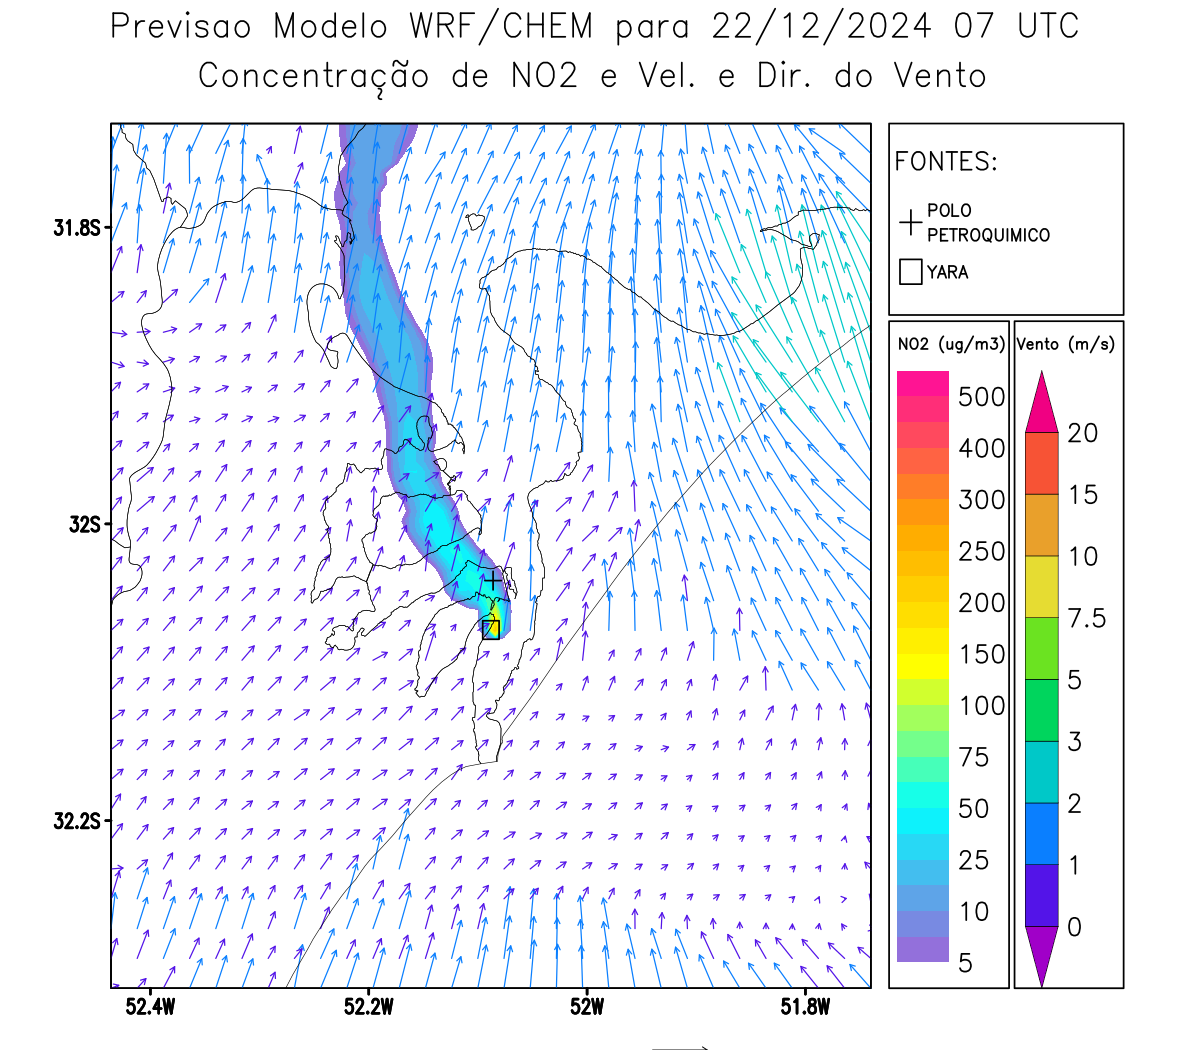 Previsao Modelo WRF/CHEM para 22/12/2024 07 UTC
Concentração de NO2 e Vel. e Dir. do Vento
FONTES:
POLO
PETROQUIMICO
YARA
NO2 (ug/m3)
500
400
300
250
200
150
100
75
50
25
10
5
Vento (m/s)
20
15
10
7.5
5
3
2
1
0
31.8S
32S
32.2S
52.4W
52.2W
52W
51.8W